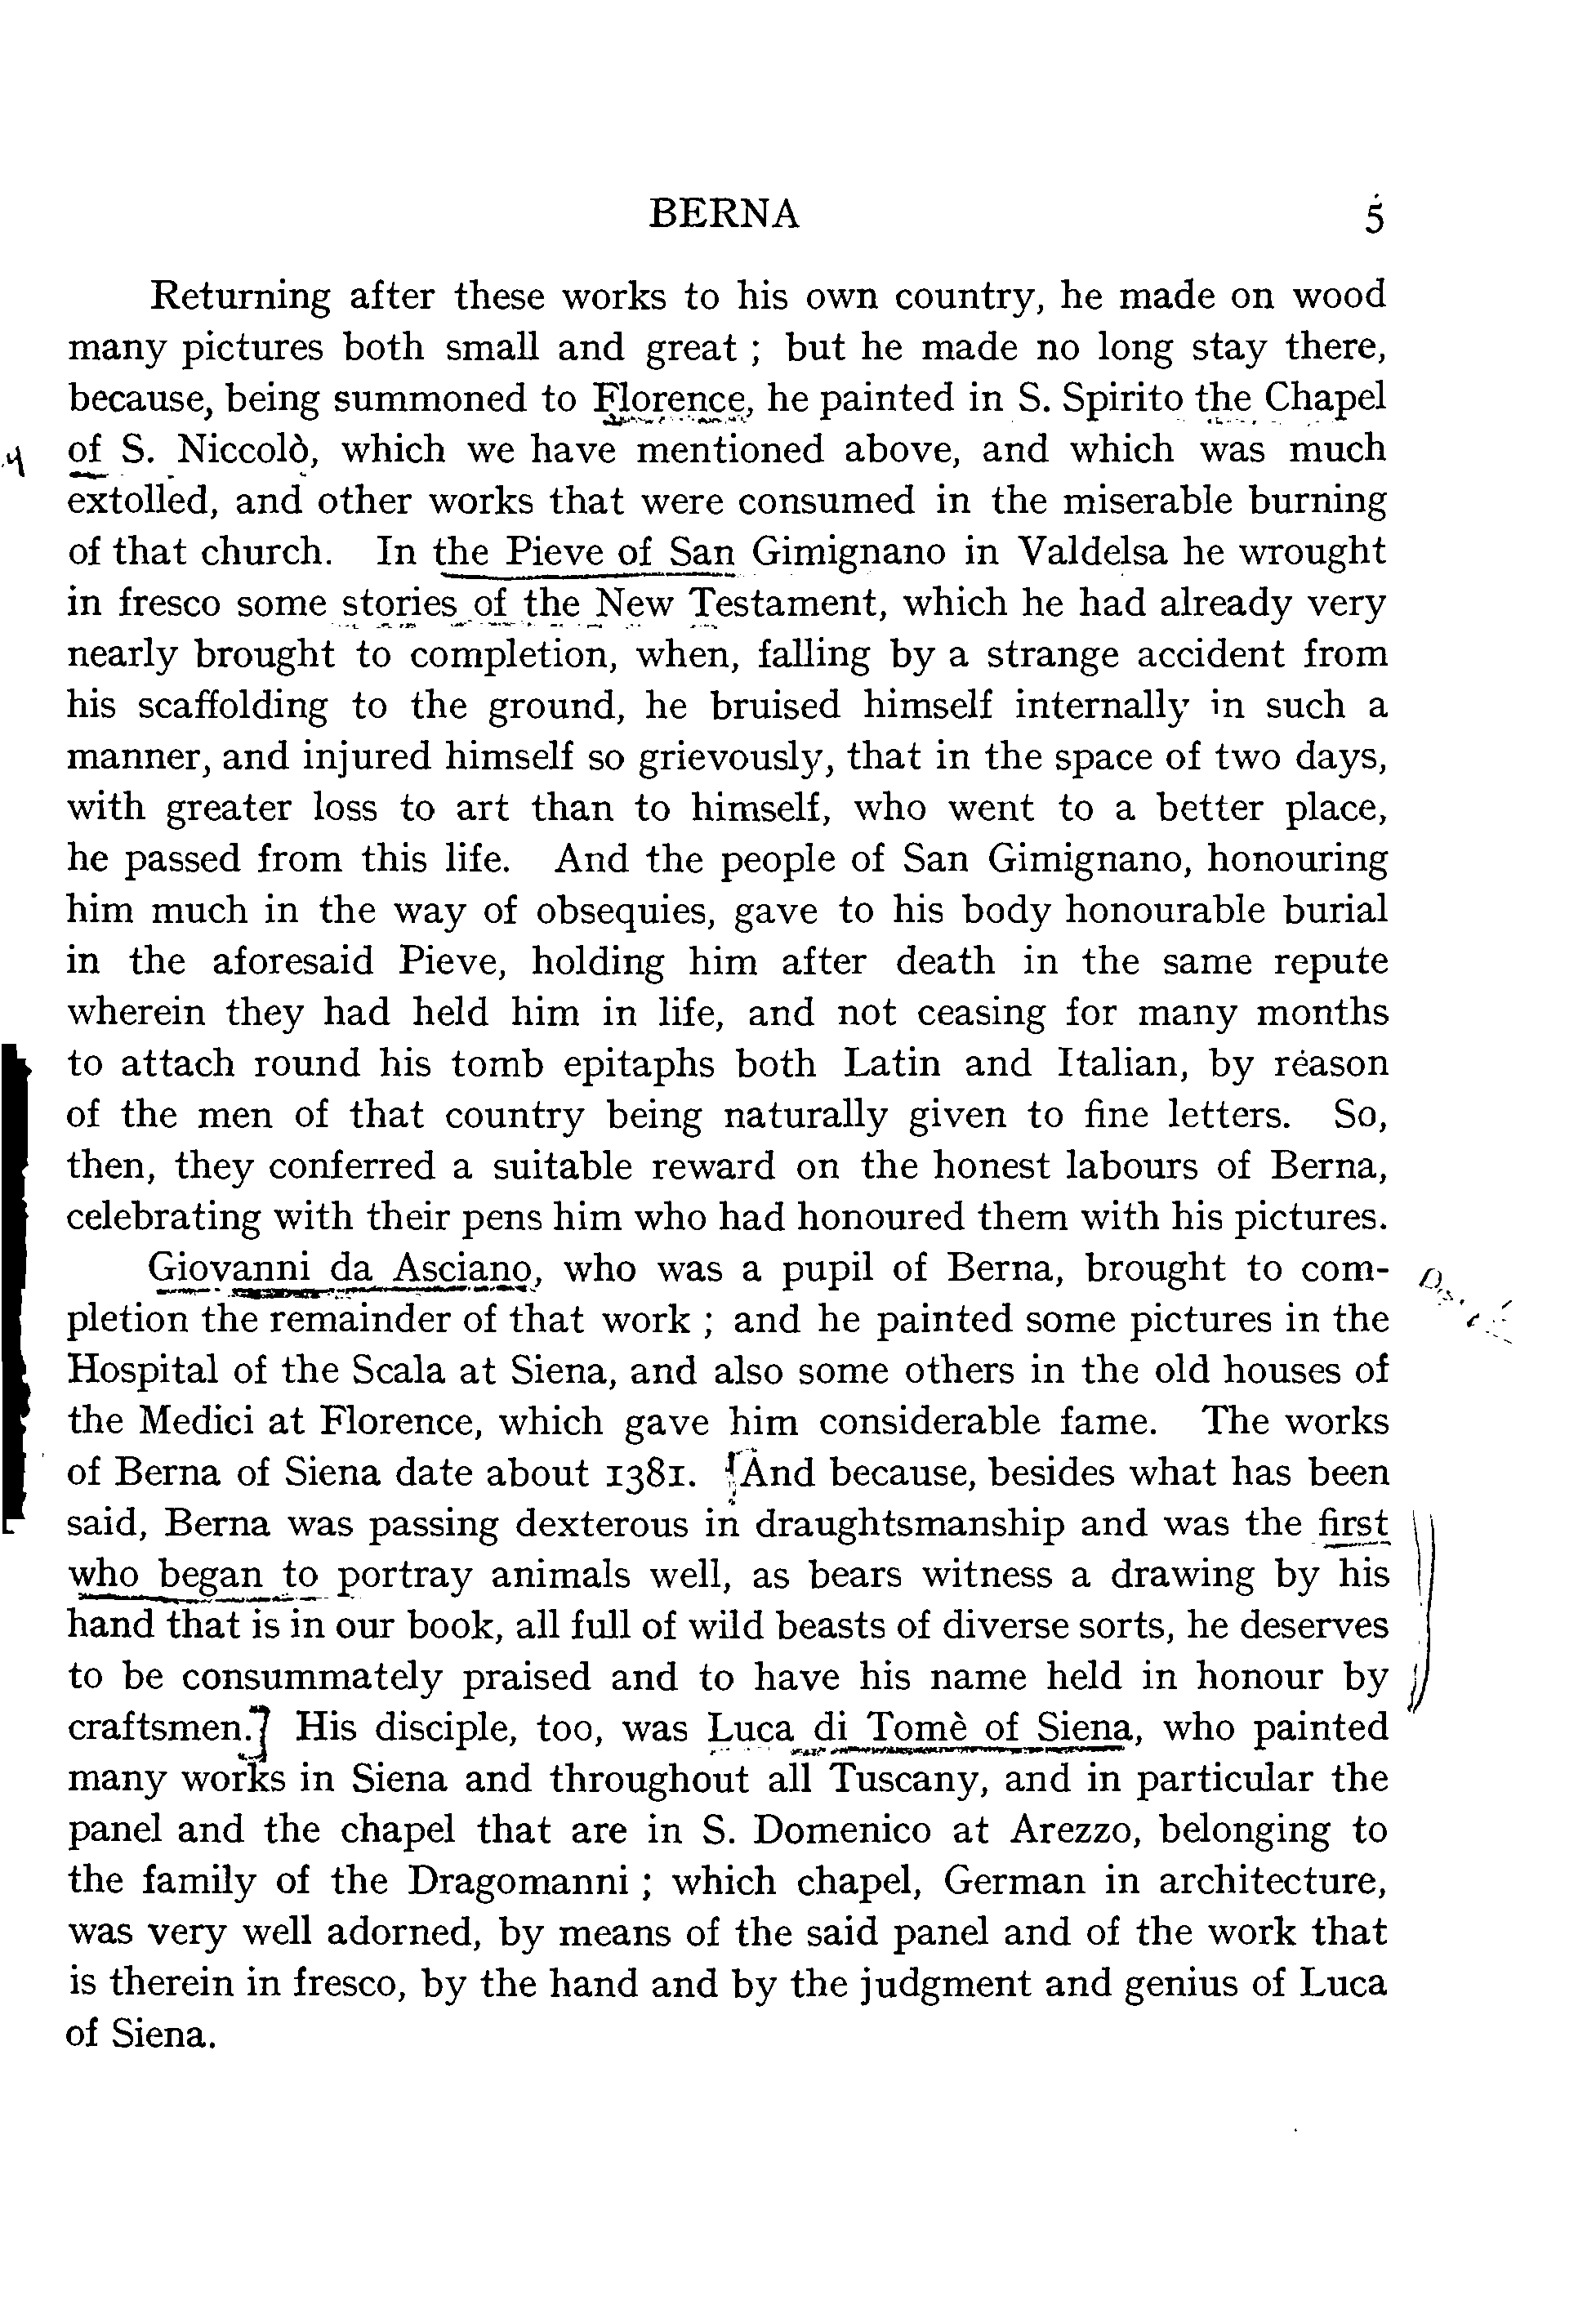 BERNA 5
Returning after these works to his own country, he made on wood
many pictures both small and great ; but he made no long stay there,
because, being summoned to Florence, he painted in S. Spirito the Chapel
of S. Niccolò, which we have mentioned above, and which was much
extolled, and other works that were consumed in the miserable burning
of that church. In the Pieve of San Gimignano in Valdelsa he wrought
in fresco some stories of the New Testament, which he had already very
nearly brought to completion, when, falling by a strange accident from
his scaffolding to the ground, he bruised himself internally in such a
manner, and injured himself so grievously, that in the space of two days,
with greater loss to art than to himself, who went to a better place,
he passed from this life. And the people of San Gimignano, honouring
him much in the way of obsequies, gave to his body honourable burial
in the aforesaid Pieve, holding him after death in the same repute
wherein they had held him in life, and not ceasing for many months
to attach round his tomb epitaphs both Latin and Italian, by reason
of the men of that country being naturally given to fine letters. So,
then, they conferred a suitable reward on the honest labours of Berna,
celebrating with their pens him who had honoured them with his pictures.
Giovanni da Asciano, who was a pupil of Berna, brought to com-
pletion the remainder of that work ; and he painted some pictures in the
Hospital of the Scala at Siena, and also some others in the old houses of
the Medici at Florence, which gave him considerable fame. The works
of Berna of Siena date about 1381. [And because, besides what has been
said, Berna was passing dexterous in draughtsmanship and was the first
who began to portray animals well, as bears witness a drawing by his
hand that is in our book, all full of wild beasts of diverse sorts, he deserves
to be consummately praised and to have his name held in honour by
craftsmen.] His disciple, too, was Luca di Tomè of Siena, who painted
many works in Siena and throughout all Tuscany, and in particular the
panel and the chapel that are in S. Domenico at Arezzo, belonging to
the family of the Dragomanni ; which chapel, German in architecture,
was very well adorned, by means of the said panel and of the work that
is therein in fresco, by the hand and by the judgment and genius of Luca
of Siena.